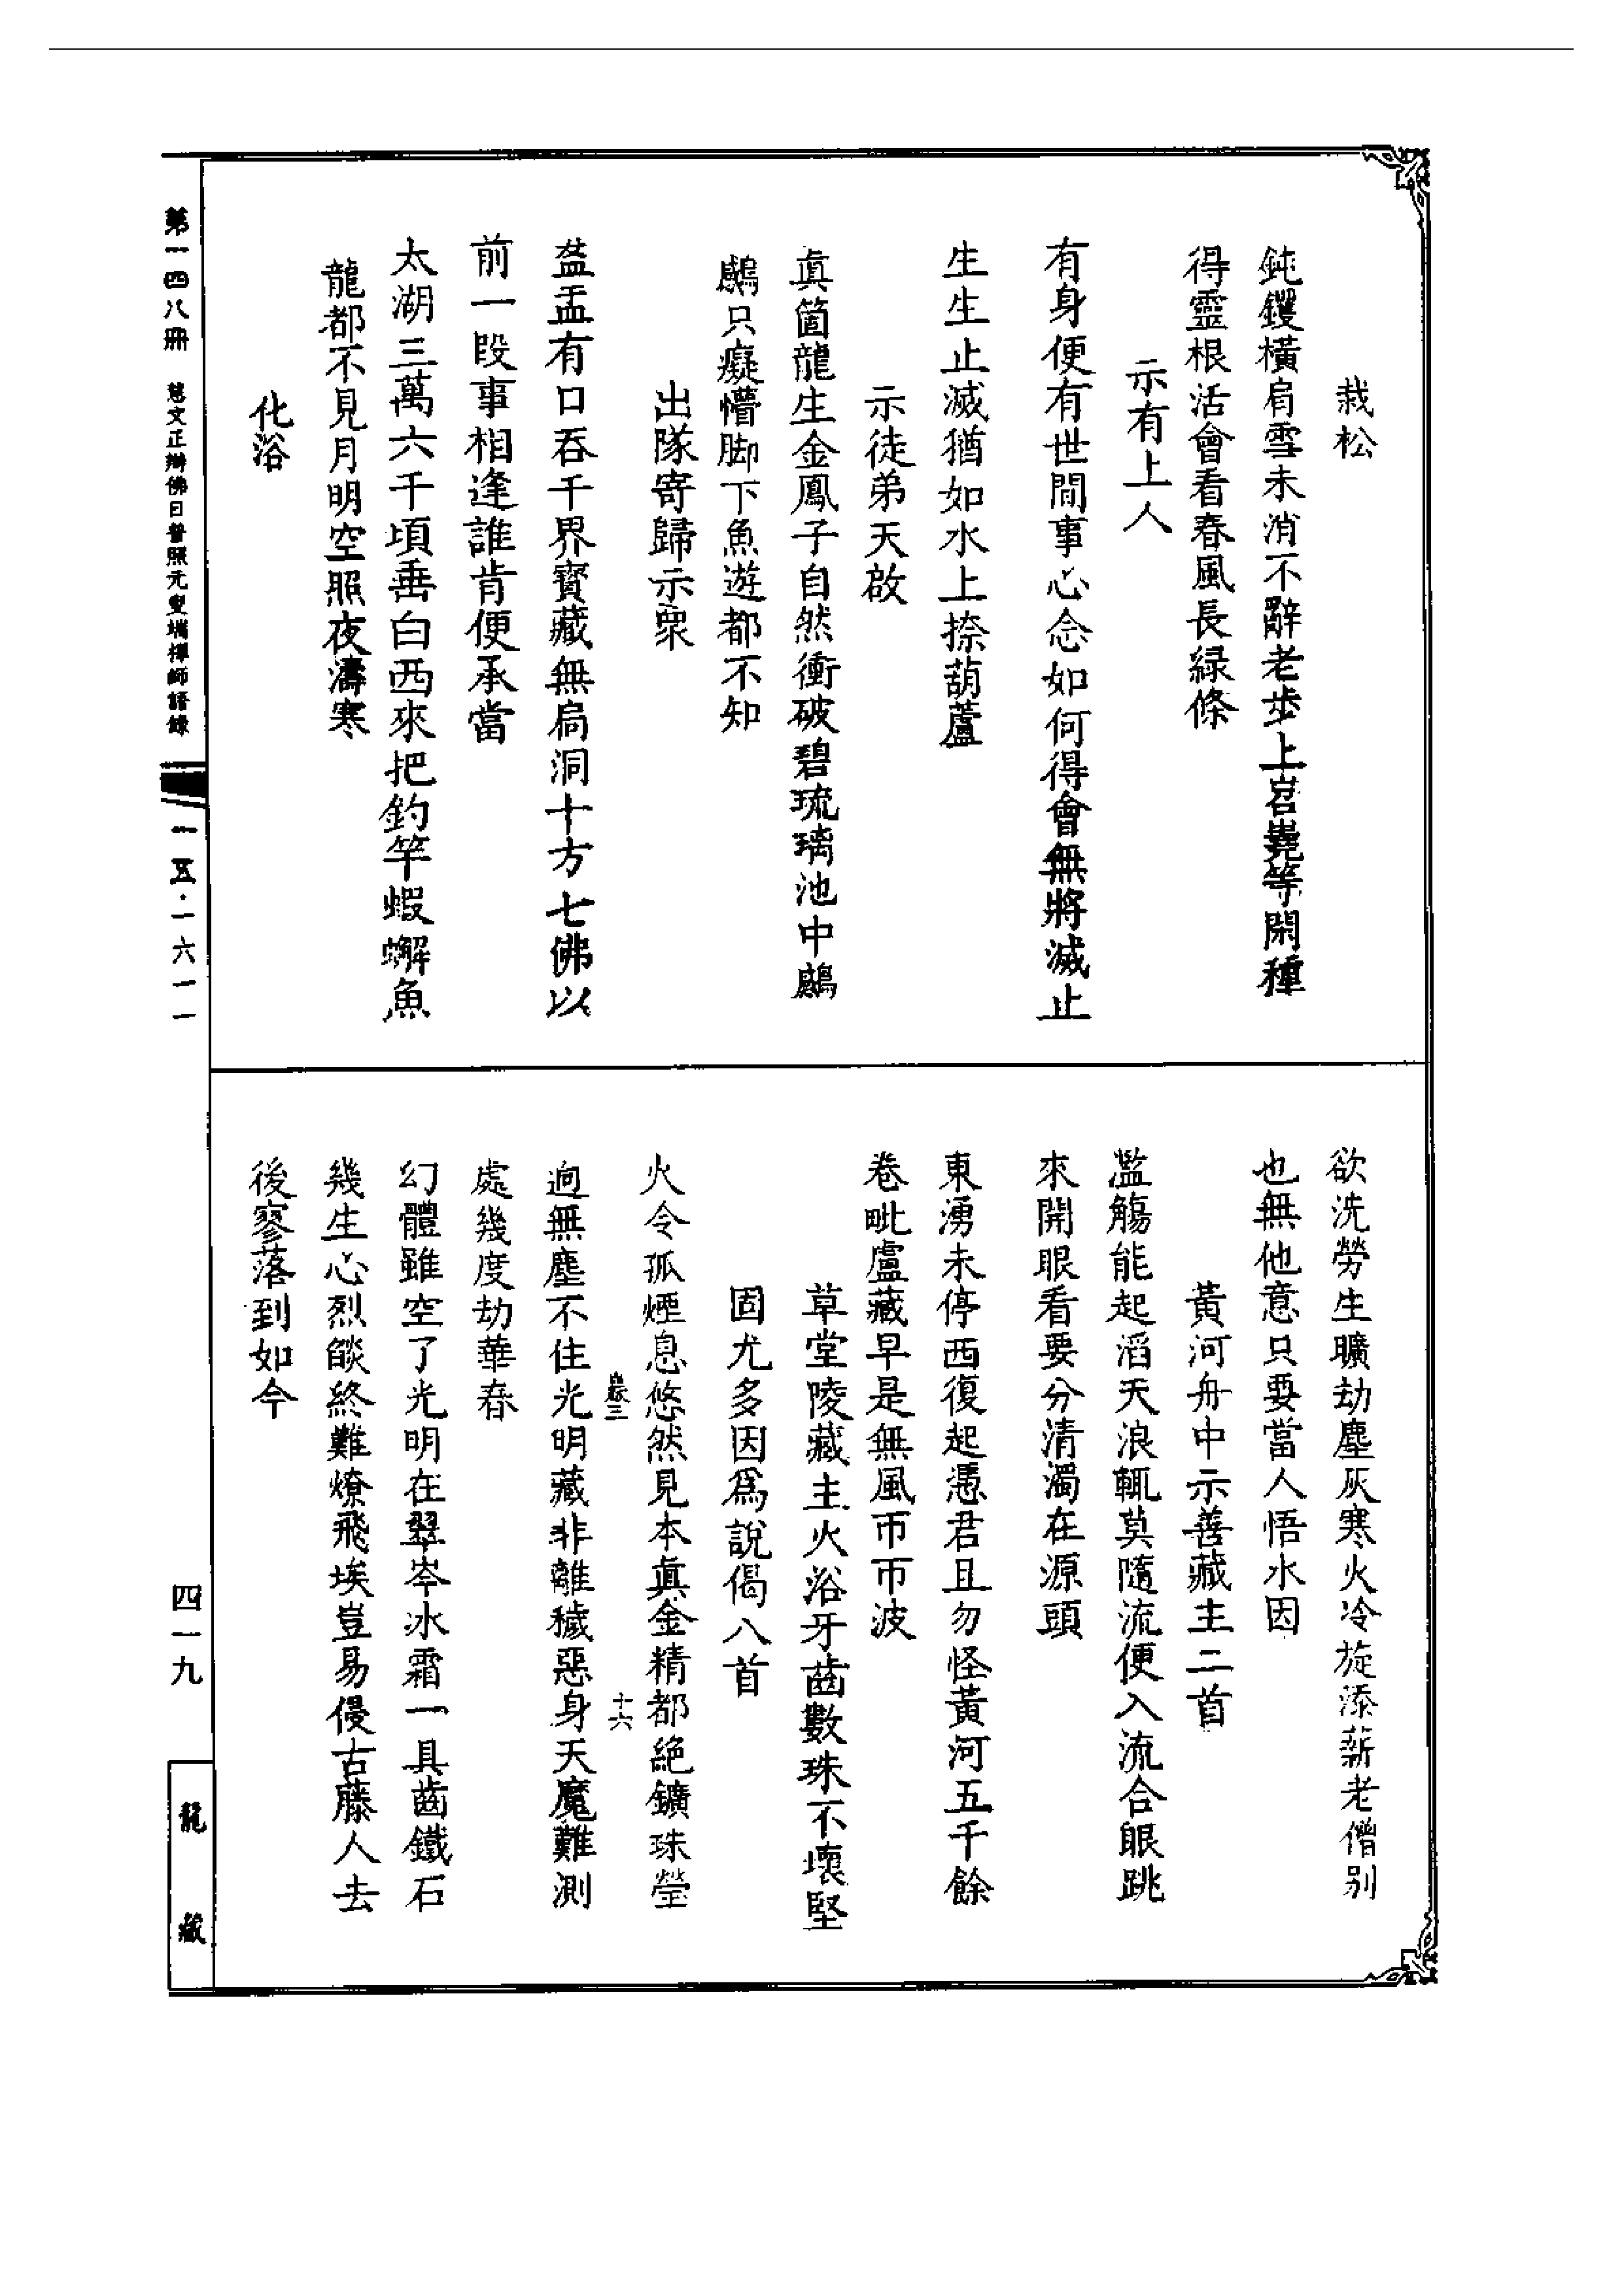 栽松
鈍钁橫肩雪未消不辭老步上岧嶤等閑種
得靈根活會看春風長綠條
示有上人
有身便有世間事心念如何得會無將滅止
生生止滅猶如水上捺葫蘆
示徒弟天啟
眞箇龍生金鳳子自然衝破碧琉璃池中鷓
鷓只癡懵脚下魚遊都不知
出隊寄歸示衆
盆盂有口吞千界寳藏無扃洞十方七佛以
前一段事相逢誰肯便承當
太湖三萬六千頃垂白西來把釣竿蝦蠏魚
龍都不見月明空照夜濤寒
化浴
欲洗勞生曠劫塵灰寒火冷旋添薪老僧别
也無他意只要當人悟水因
黃河舟中示善藏主二首
濫觴能起滔天浪輒莫隨流便入流合眼跳
來開眼看要分清濁在源頭
東湧未停西復起憑君且勿怪黃河五千餘
卷毗盧藏早是無風帀帀波
草堂陵藏主火浴牙齒數珠不壞堅
固尤多因爲說偈八首
火令孤煙息悠然見本眞金精都絕鑛珠瑩
卷三 十六
逈無塵不住光明藏非離穢惡身天魔難測
處幾度劫華春
幻體雖空了光明在翠岑冰霜一具齒鐵石
幾生心烈燄終難燎飛埃豈易侵古藤人去
後寥落到如今
第一四八冊 慧文正辯佛日普照元叟端禪師語錄 一五·一六一一
四一九
龍藏